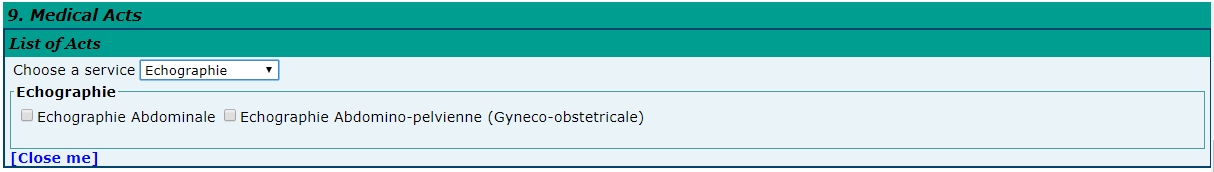 9. Medical Acts
List of Acts
Choose a service Echographie
Echographie
Echographie Abdominale Echographie Abdomino-pelvienne (Gyneco-obstetricale)
[Close me]